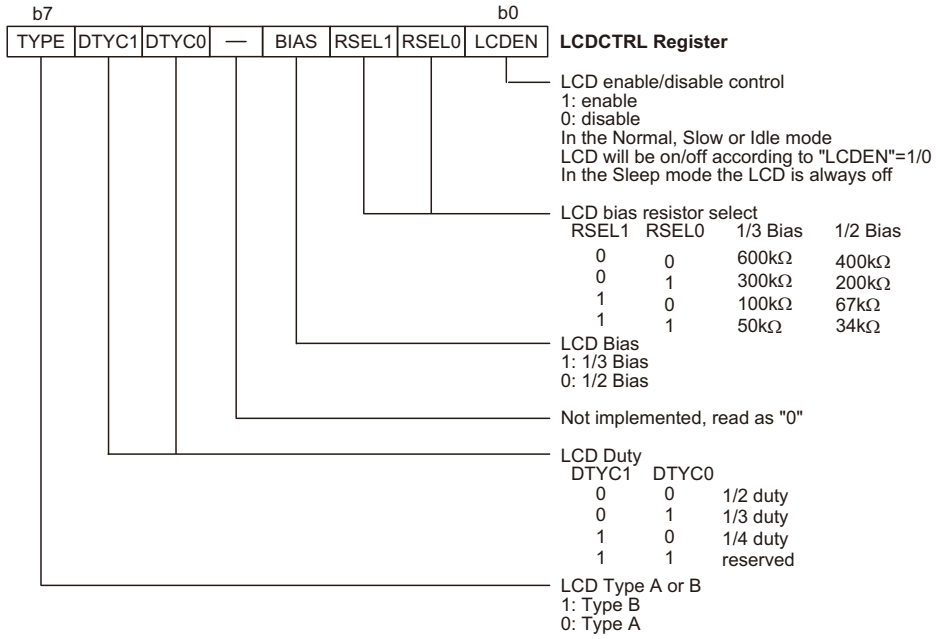 b7 b0
TYPE DTYC1 DTYC0 — BIAS RSEL1 RSEL0 LCDEN LCDCTRL Register
LCD enable/disable control
1: enable
0: disable
In the Normal, Slow or Idle mode
LCD will be on/off according to "LCDEN"=1/0
In the Sleep mode the LCD is always off
LCD bias resistor select
RSEL1 RSEL0 1/3 Bias 1/2 Bias
0 0 600kΩ 400kΩ
0 1 300kΩ 200kΩ
1 0 100kΩ 67kΩ
1 1 50kΩ 34kΩ
LCD Bias
1: 1/3 Bias
0: 1/2 Bias
Not implemented, read as "0"
LCD Duty
DTYC1 DTYC0
0 0 1/2 duty
0 1 1/3 duty
1 0 1/4 duty
1 1 reserved
LCD Type A or B
1: Type B
0: Type A